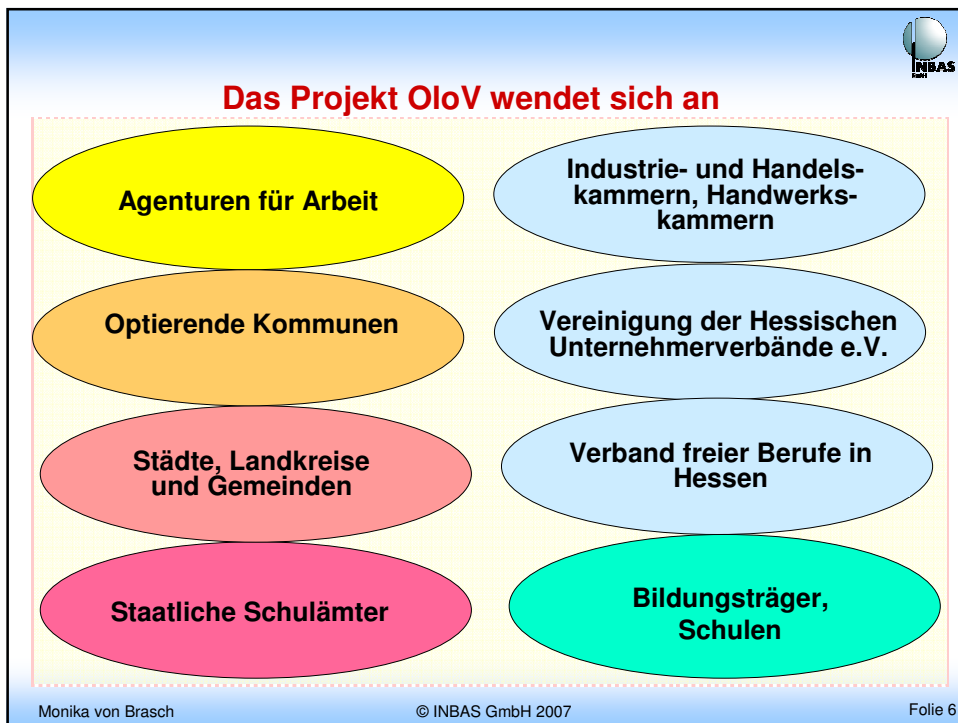 INBAS
GmbH
Das Projekt OloV wendet sich an
Agenturen für Arbeit
Industrie- und Handels-
kammern, Handwerks-
kammern
Optierende Kommunen
Vereinigung der Hessischen
Unternehmerverbände e.V.
Städte, Landkreise
und Gemeinden
Verband freier Berufe in
Hessen
Staatliche Schulämter
Bildungsträger,
Schulen
Monika von Brasch
© INBAS GmbH 2007
Folie 6